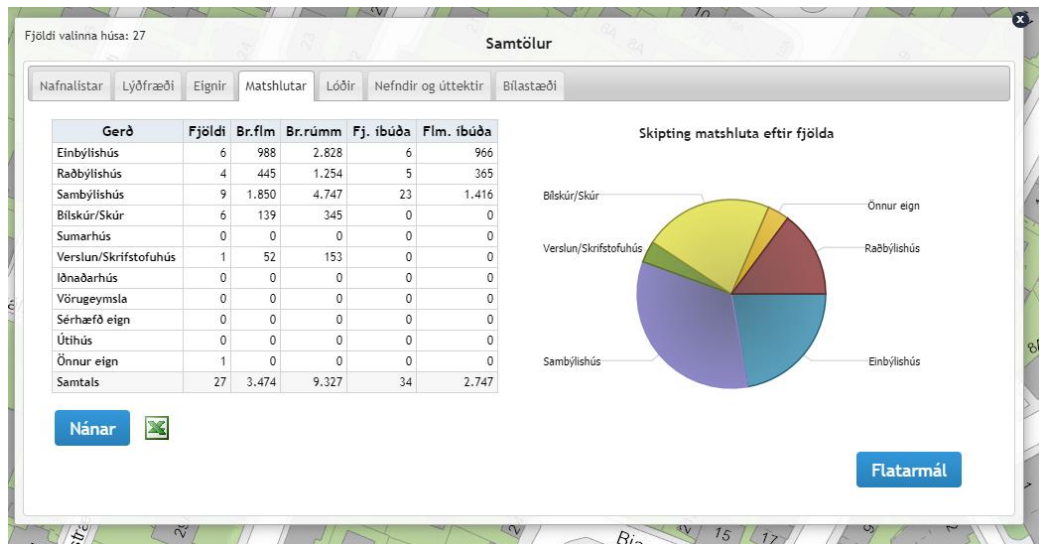 Fjöldi valinna húsa: 27
Samtölur
x
Nafnalistar Lýðfræði Eignir Matshlutar Lóðir Nefndir og úttektir Bílastæði
Gerð Fjöldi Br.flm Br.rúmm Fj. íbúða Flm. íbúða
Einbýlishús 6 988 2.828 6 966
Raðbýlishús 4 445 1.254 5 365
Sambýlishús 9 1.850 4.747 23 1.416
Bílskúr/Skúr 6 139 345 0 0
Sumarhús 0 0 0 0 0
Verslun/Skrifstofuhús 1 52 153 0 0
Iðnaðarhús 0 0 0 0 0
Vörugeymsla 0 0 0 0 0
Sérhæfð eign 0 0 0 0 0
Útihús 0 0 0 0 0
Önnur eign 1 0 0 0 0
Samtals 27 3.474 9.327 34 2.747
Skipting matshluta eftir fjölda
Bílskúr/Skúr
Önnur eign
Verslun/Skrifstofuhús
Raðbýlishús
Sambýlishús
Einbýlishús
Nánar
Flatarmál
15
17